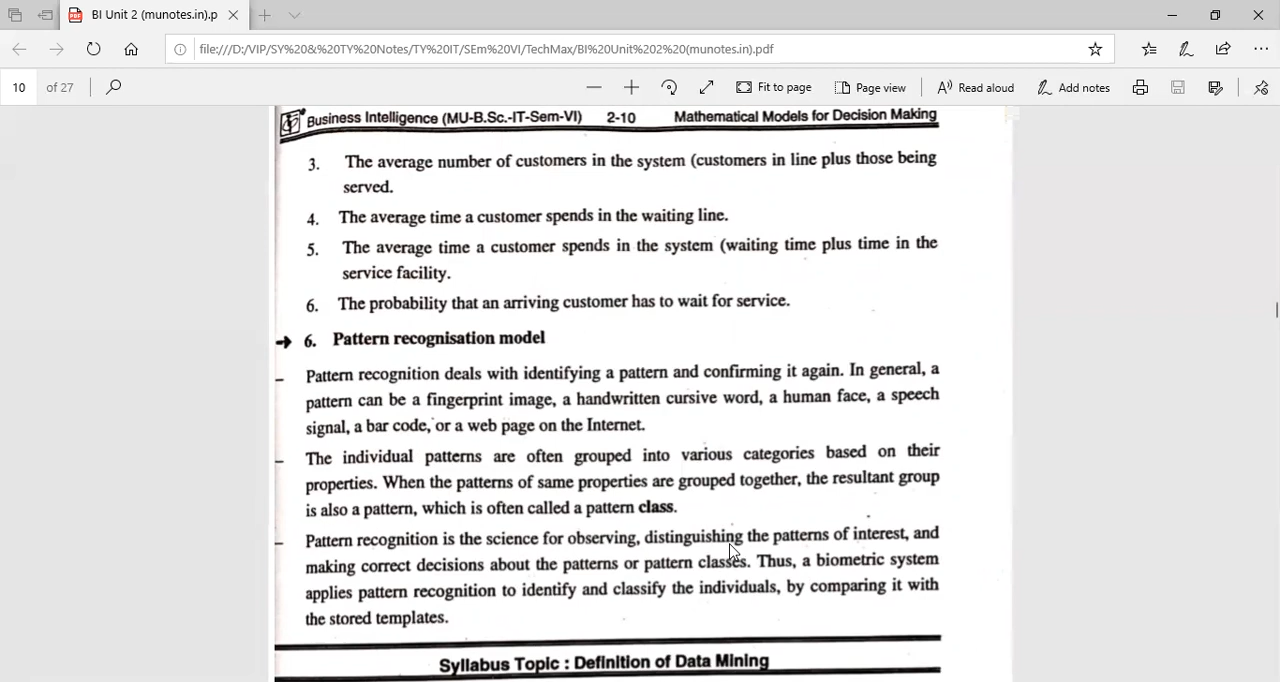 BI Unit 2 (munotes.in).p
file:///D:/VIP/SY%20&%20TY%20Notes/TY%20IT/SEm%20VI/TechMax/BI%20Unit%202%20(munotes.in).pdf
10 of 27 Fit to page Page view Read aloud Add notes
Business Intelligence (MU-B.Sc.-IT-Sem-VI) 2-10 Mathematical Models for Decision Making
3. The average number of customers in the system (customers in line plus those being
served.
4. The average time a customer spends in the waiting line.
5. The average time a customer spends in the system (waiting time plus time in the
service facility.
6. The probability that an arriving customer has to wait for service.
→ 6. Pattern recognisation model
– Pattern recognition deals with identifying a pattern and confirming it again. In general, a
pattern can be a fingerprint image, a handwritten cursive word, a human face, a speech
signal, a bar code, or a web page on the Internet.
– The individual patterns are often grouped into various categories based on their
properties. When the patterns of same properties are grouped together, the resultant group
is also a pattern, which is often called a pattern class.
– Pattern recognition is the science for observing, distinguishing the patterns of interest, and
making correct decisions about the patterns or pattern classes. Thus, a biometric system
applies pattern recognition to identify and classify the individuals, by comparing it with
the stored templates.
Syllabus Topic : Definition of Data Mining